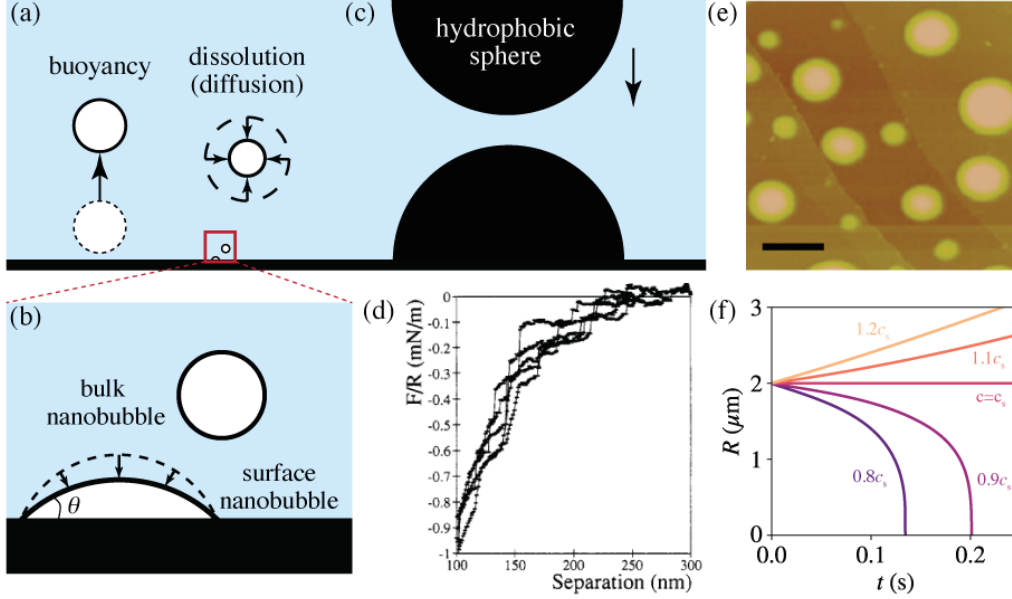 (a)
buoyancy
dissolution
(diffusion)
(c)
hydrophobic
sphere
(e)
(b)
bulk
nanobubble
surface
nanobubble
θ
(d)
F/R (mN/m)
0
-0.1
-0.2
-0.3
-0.4
-0.5
-0.6
-0.7
-0.8
-0.9
-1
100
150
200
250
300
Separation (nm)
(f)
R (μm)
3
2
1
0
1.2cₛ
1.1cₛ
c=cₛ
0.8cₛ
0.9cₛ
0.0
0.1
0.2
t (s)